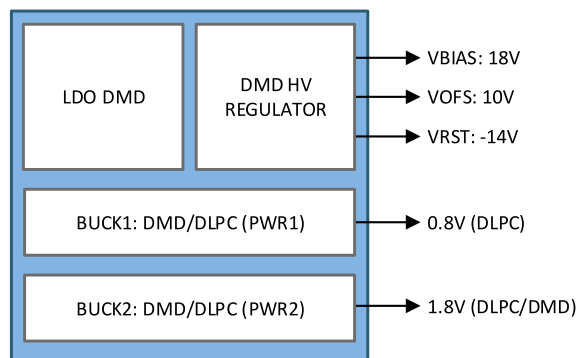 LDO DMD
DMD HV
REGULATOR
VBIAS: 18V
VOFS: 10V
VRST: -14V
BUCK1: DMD/DLPC (PWR1)
0.8V (DLPC)
BUCK2: DMD/DLPC (PWR2)
1.8V (DLPC/DMD)